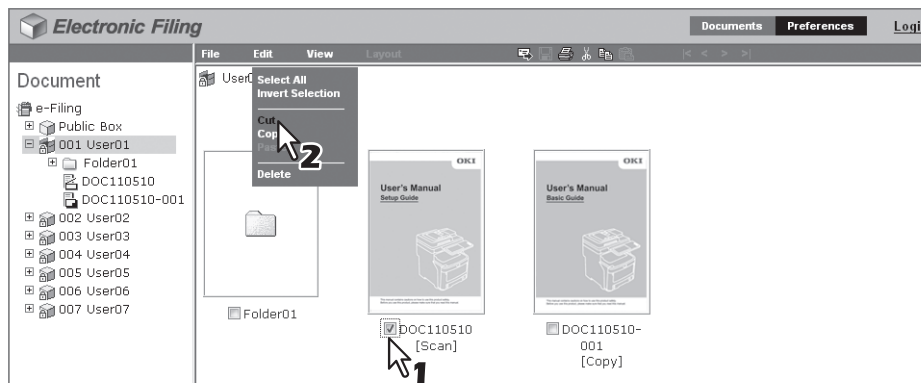 Electronic Filing
Documents
Preferences
Logi
File Edit View Layout
Document
e-Filing
Public Box
001 User01
Folder01
DOC110510
DOC110510-001
002 User02
003 User03
004 User04
005 User05
006 User06
007 User07
Select All
Invert Selection
Cut
Cop
Delete
2
Folder01
OKI
User's Manual
Setup Guide
DOC110510
[Scan]
1
OKI
User's Manual
Basic Guide
DOC110510-
001
[Copy]